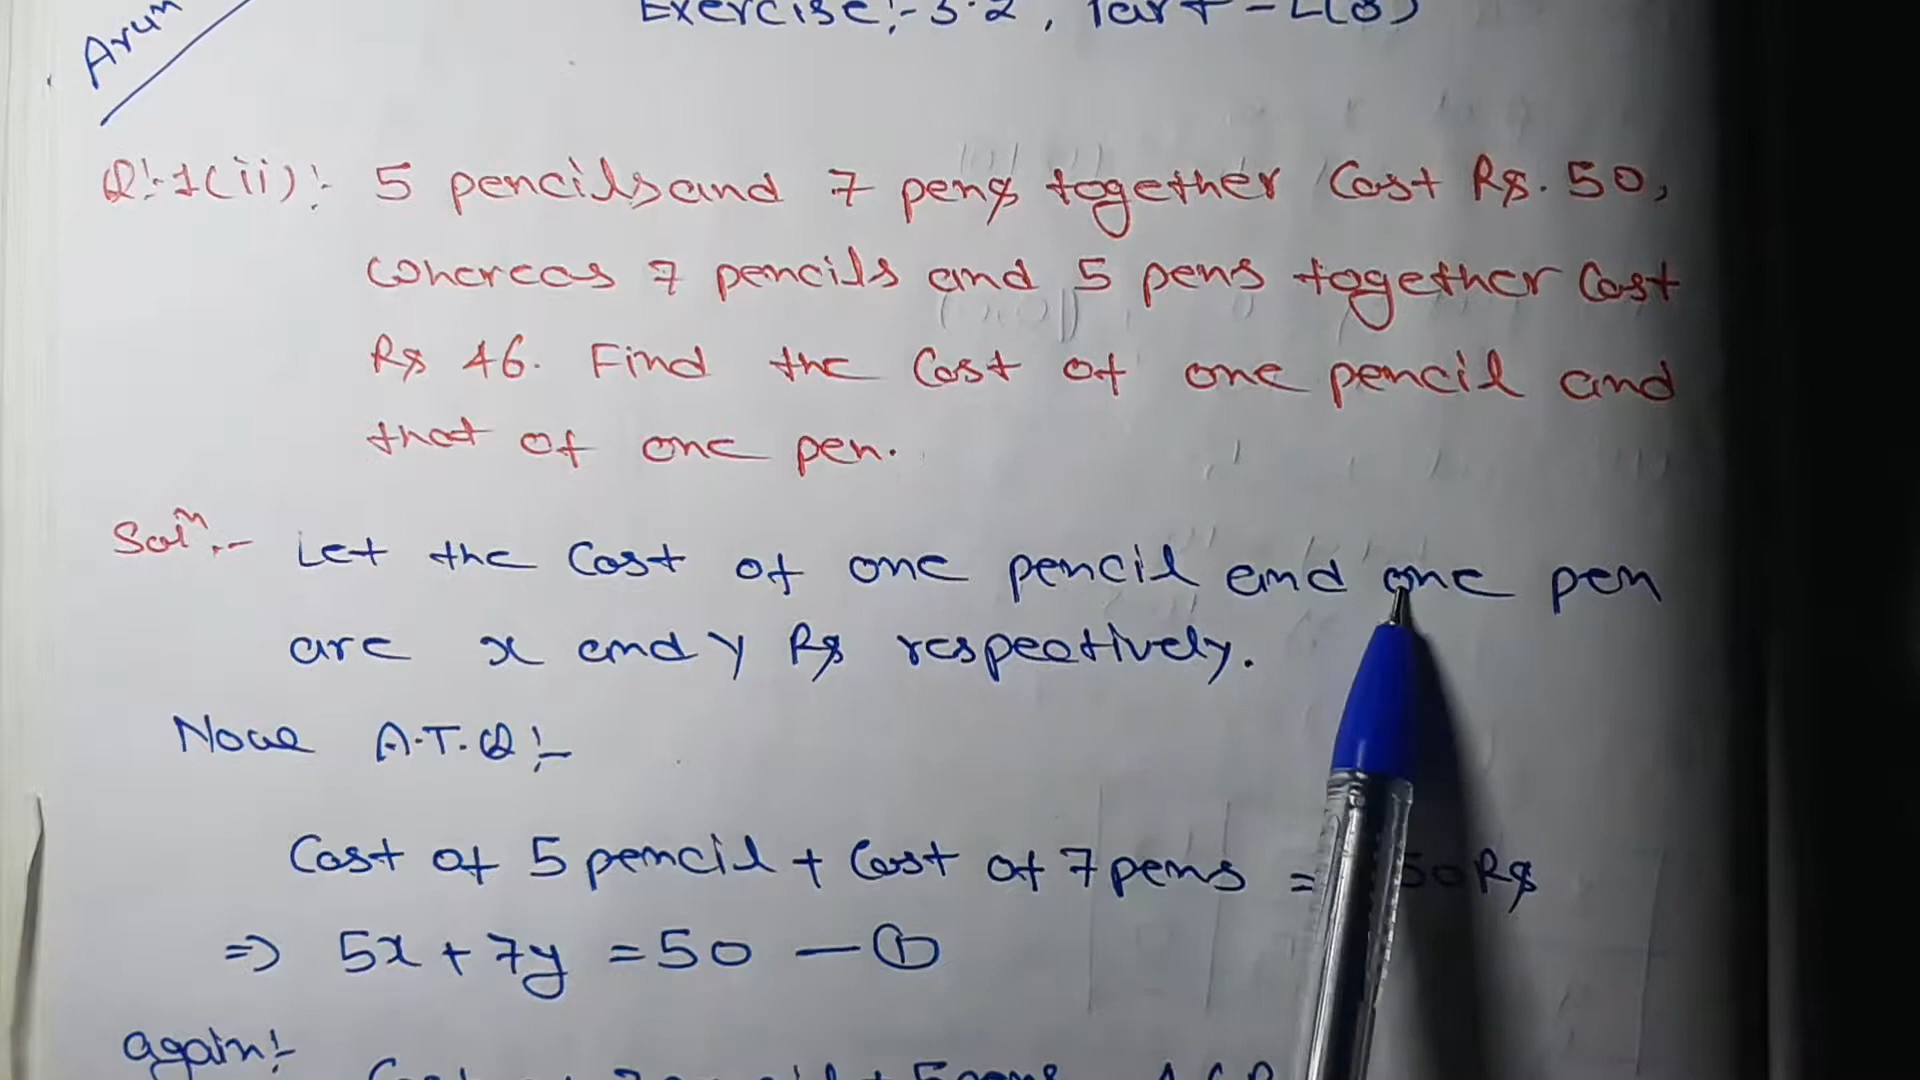 Arun
Exercise:- 3.2, Part - L(8)
Q:-1(ii):- 5 pencils and 7 pens together Cost Rs. 50,
whereas 7 pencils and 5 pens together Cost
Rs 46. Find the Cost of one pencil and
that of one pen.
Solⁿ:- Let the Cost of one pencil and one pen
are x and y Rs respectively.
Now A.T.Q:-
Cost of 5 pencil + Cost of 7 pens = 50 Rs
⇒ 5x + 7y = 50 — ①
again:-